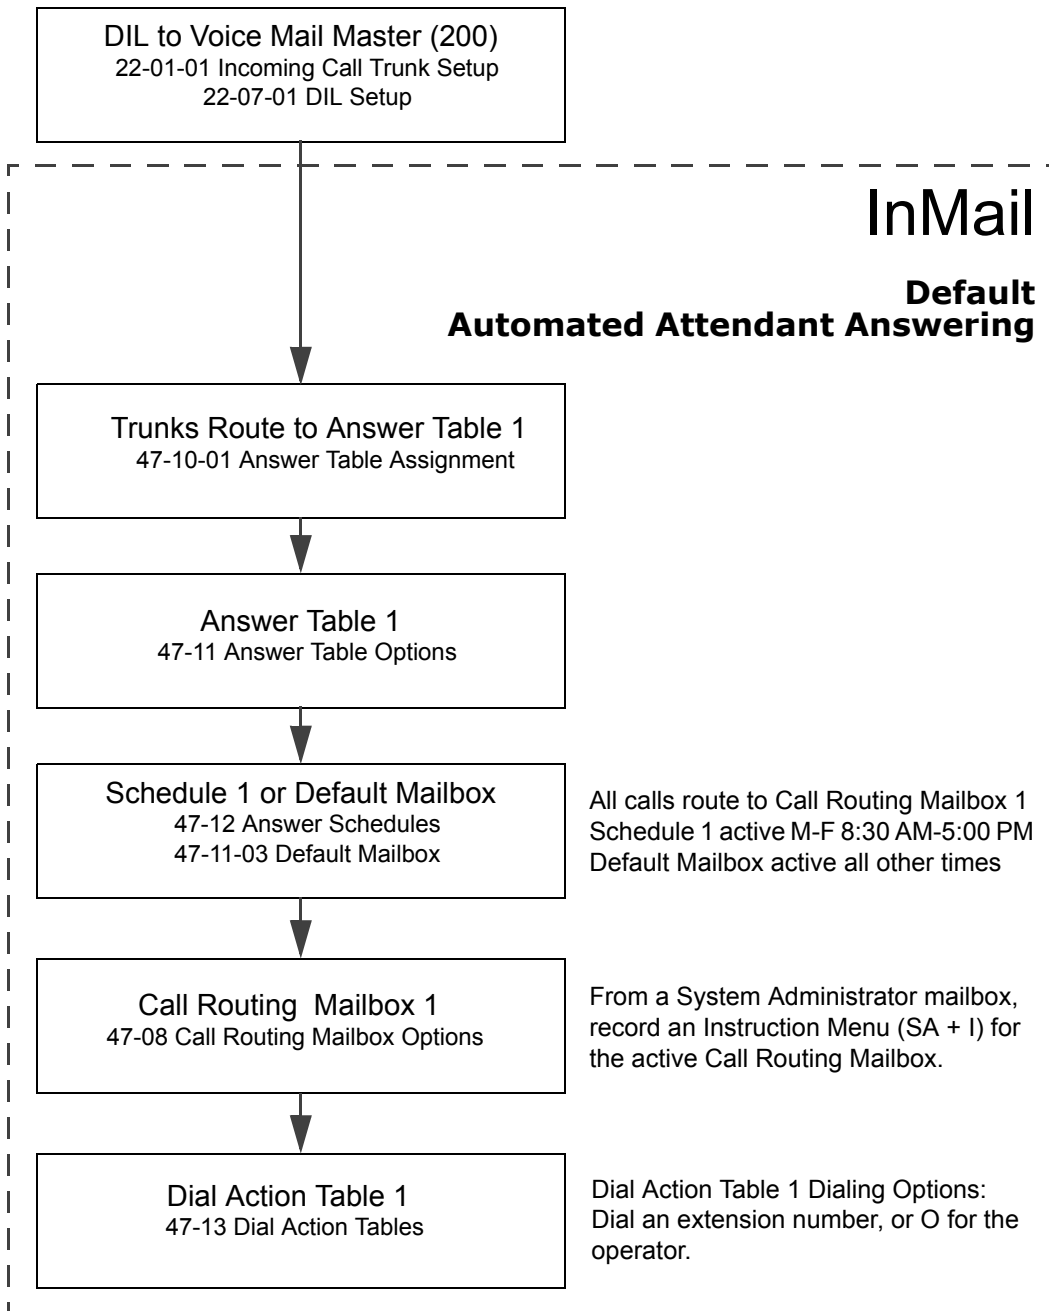 DIL to Voice Mail Master (200)
22-01-01 Incoming Call Trunk Setup
22-07-01 DIL Setup
InMail
Default
Automated Attendant Answering
Trunks Route to Answer Table 1
47-10-01 Answer Table Assignment
Answer Table 1
47-11 Answer Table Options
Schedule 1 or Default Mailbox
47-12 Answer Schedules
47-11-03 Default Mailbox
All calls route to Call Routing Mailbox 1
Schedule 1 active M-F 8:30 AM-5:00 PM
Default Mailbox active all other times
Call Routing Mailbox 1
47-08 Call Routing Mailbox Options
From a System Administrator mailbox,
record an Instruction Menu (SA + I) for
the active Call Routing Mailbox.
Dial Action Table 1
47-13 Dial Action Tables
Dial Action Table 1 Dialing Options:
Dial an extension number, or O for the
operator.